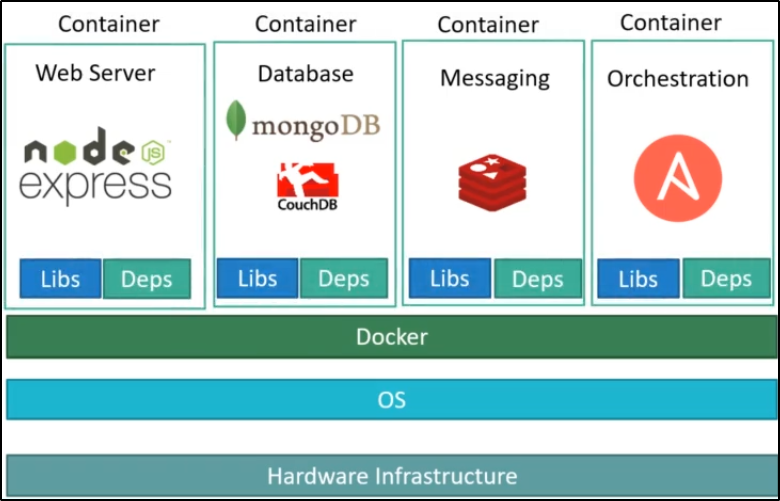 Container
Web Server
node JS ™
express
Libs
Deps
Container
Database
mongoDB
CouchDB
Libs
Deps
Container
Messaging
Libs
Deps
Container
Orchestration
Libs
Deps
Docker
OS
Hardware Infrastructure